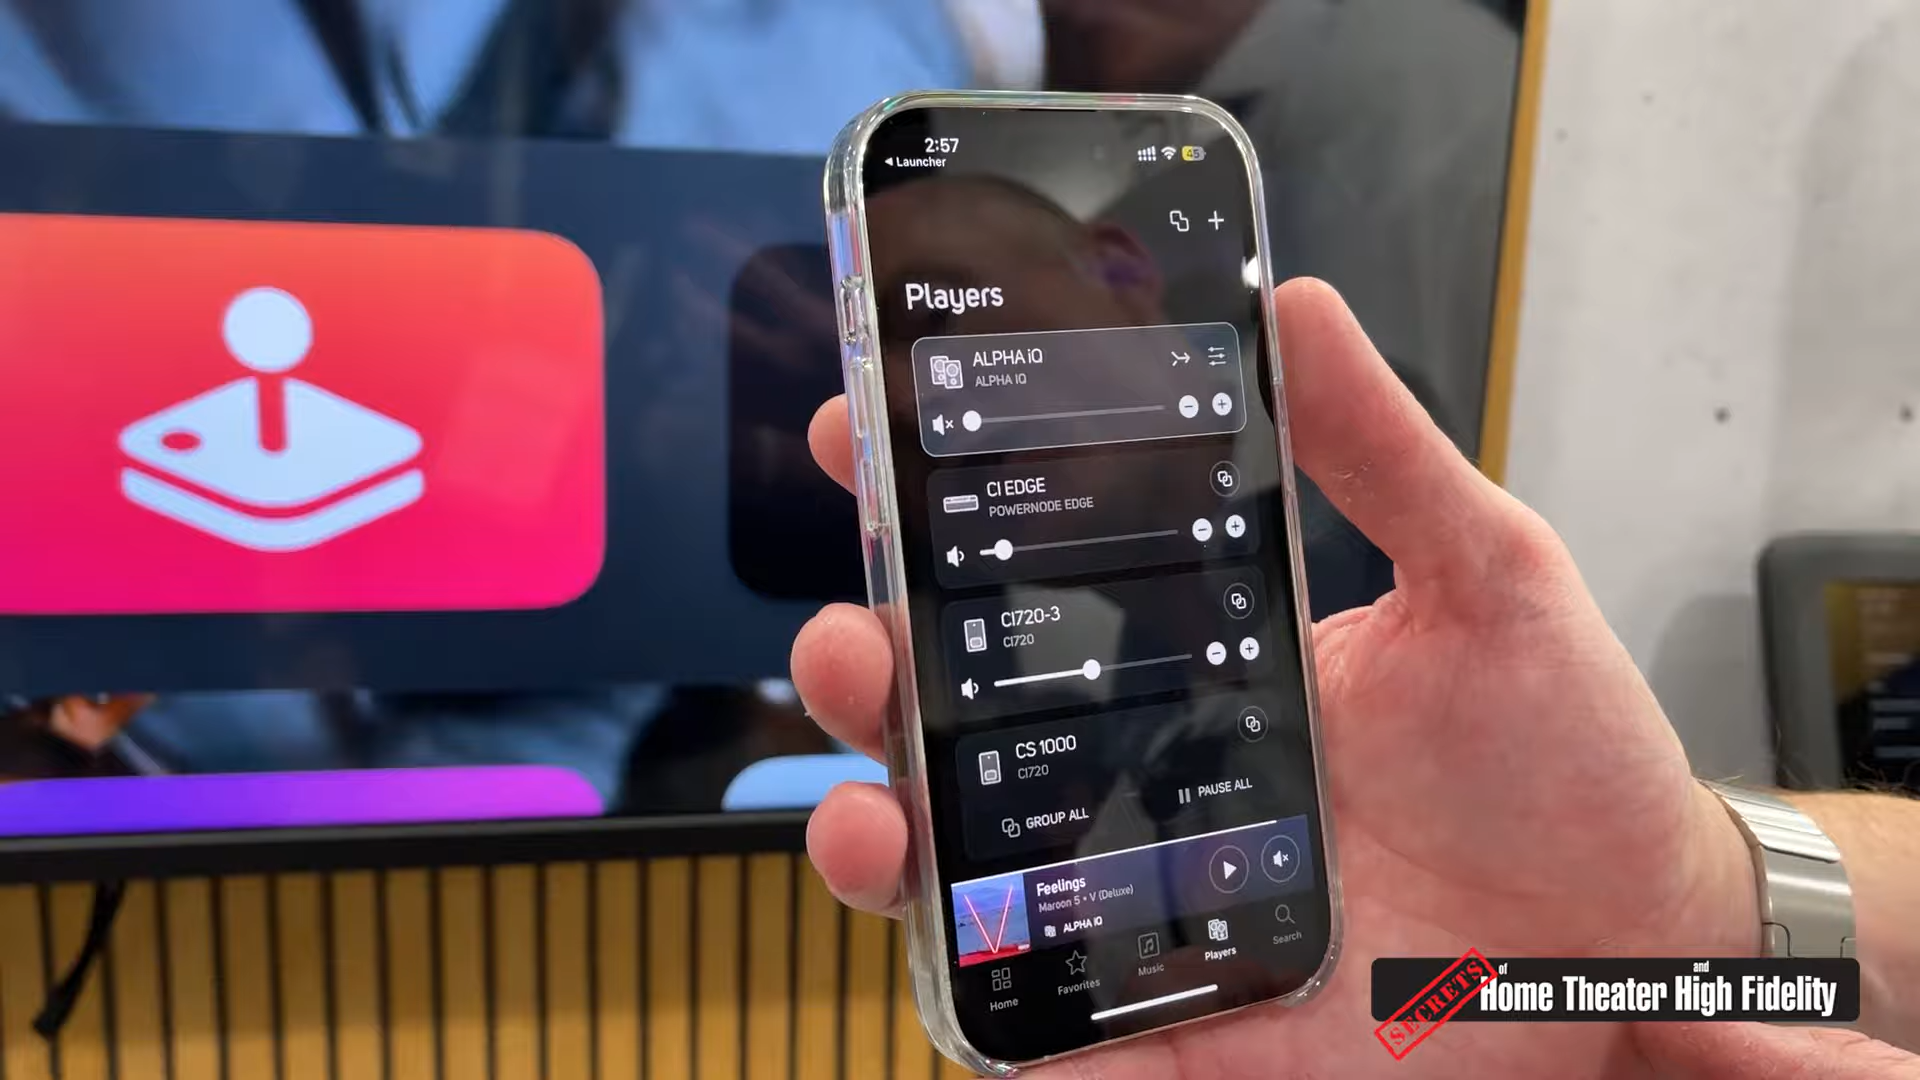 2:57
◀ Launcher
45
Players
ALPHA iQ
ALPHA IQ
CI EDGE
POWERNODE EDGE
CI720-3
CI720
CS 1000
CI720
GROUP ALL
PAUSE ALL
Feelings
Maroon 5 • V (Deluxe)
ALPHA iQ
Home
Favorites
Music
Players
Search
SECRETS of Home Theater and High Fidelity